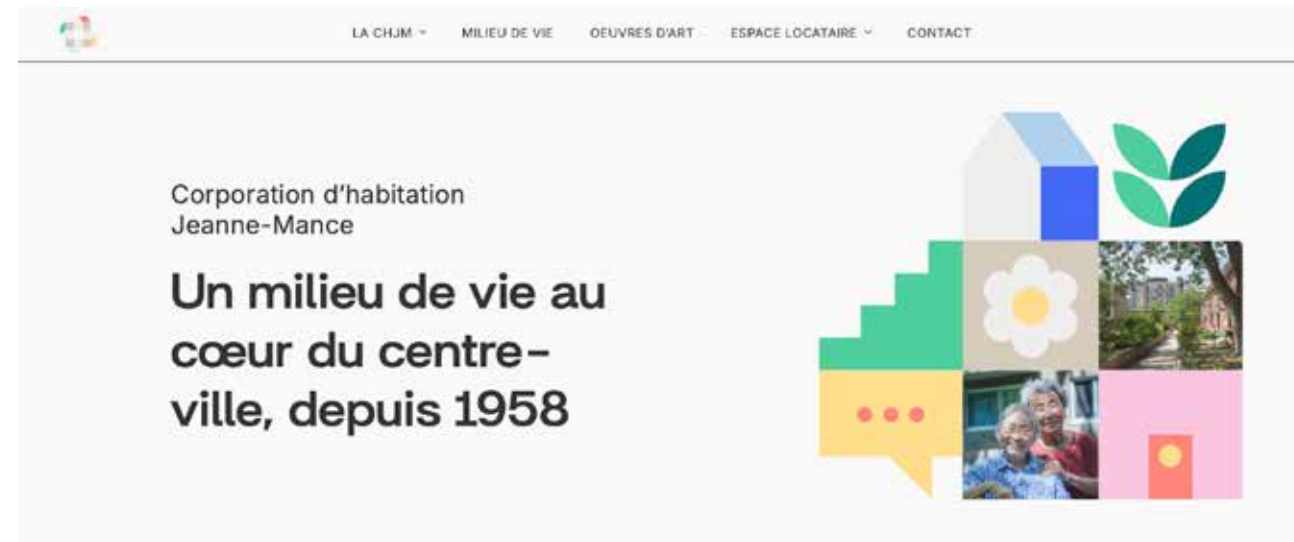 LA CHJM MILIEU DE VIE OEUVRES D'ART ESPACE LOCATAIRE CONTACT
Corporation d'habitation
Jeanne-Mance
Un milieu de vie au
cœur du centre-
ville, depuis 1958